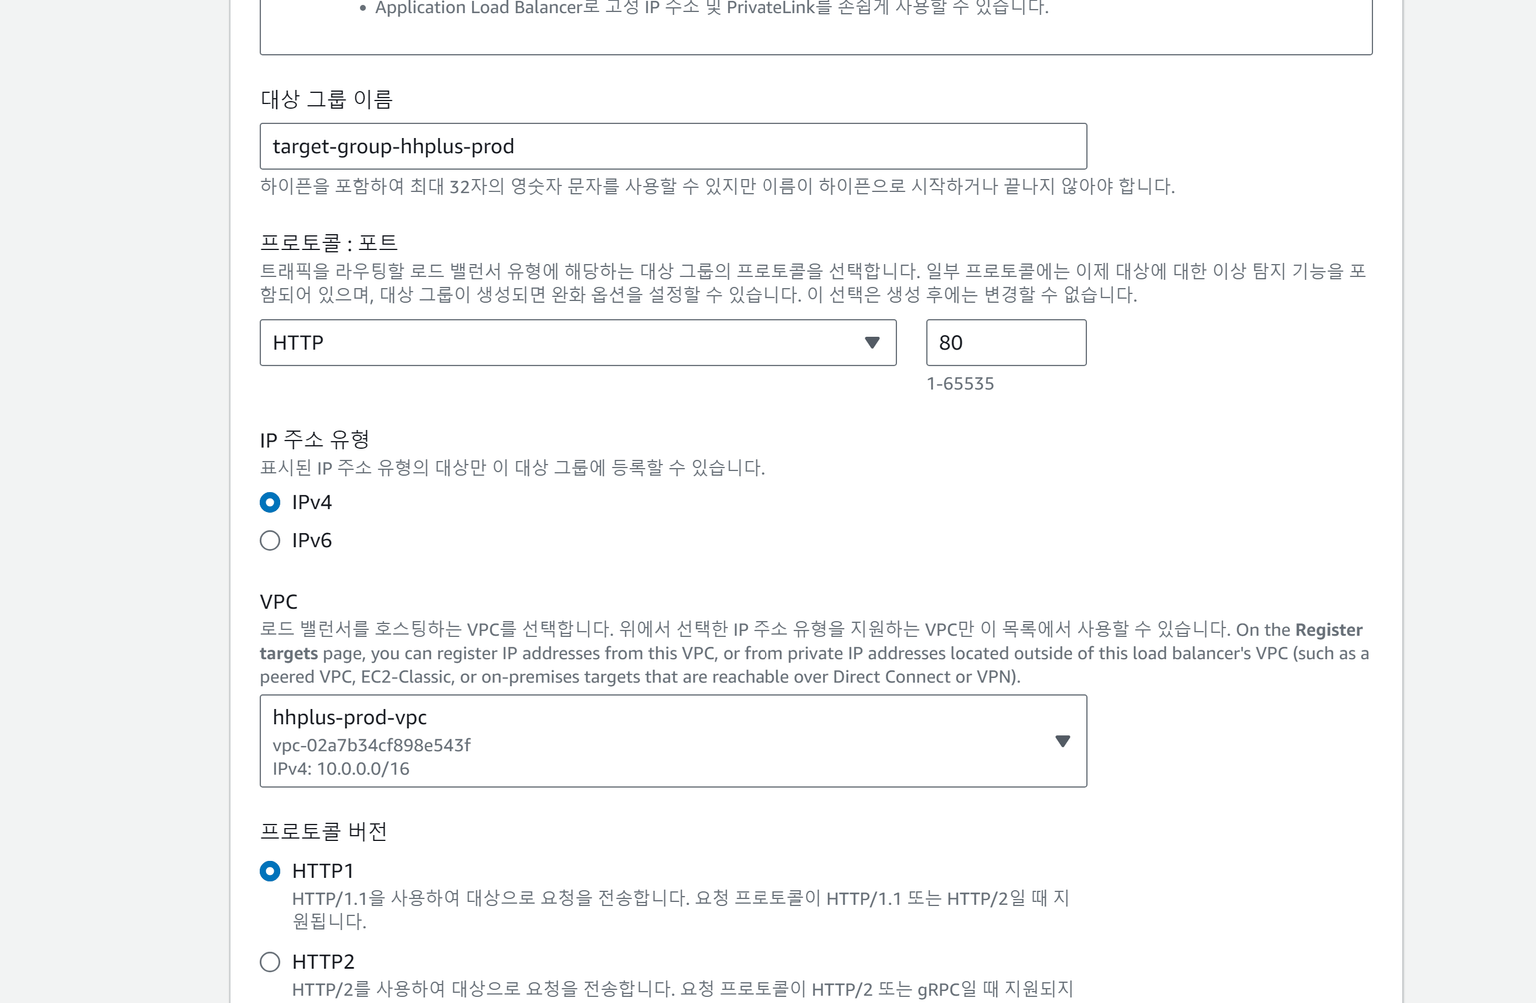 • Application Load Balancer로 고정 IP 주소 및 PrivateLink를 손쉽게 사용할 수 있습니다.
대상 그룹 이름
target-group-hhplus-prod
하이픈을 포함하여 최대 32자의 영숫자 문자를 사용할 수 있지만 이름이 하이픈으로 시작하거나 끝나지 않아야 합니다.
프로토콜 : 포트
트래픽을 라우팅할 로드 밸런서 유형에 해당하는 대상 그룹의 프로토콜을 선택합니다. 일부 프로토콜에는 이제 대상에 대한 이상 탐지 기능을 포
함되어 있으며, 대상 그룹이 생성되면 완화 옵션을 설정할 수 있습니다. 이 선택은 생성 후에는 변경할 수 없습니다.
HTTP
80
1-65535
IP 주소 유형
표시된 IP 주소 유형의 대상만 이 대상 그룹에 등록할 수 있습니다.
IPv4
IPv6
VPC
로드 밸런서를 호스팅하는 VPC를 선택합니다. 위에서 선택한 IP 주소 유형을 지원하는 VPC만 이 목록에서 사용할 수 있습니다. On the Register
targets page, you can register IP addresses from this VPC, or from private IP addresses located outside of this load balancer's VPC (such as a
peered VPC, EC2-Classic, or on-premises targets that are reachable over Direct Connect or VPN).
hhplus-prod-vpc
vpc-02a7b34cf898e543f
IPv4: 10.0.0.0/16
프로토콜 버전
HTTP1
HTTP/1.1을 사용하여 대상으로 요청을 전송합니다. 요청 프로토콜이 HTTP/1.1 또는 HTTP/2일 때 지
원됩니다.
HTTP2
HTTP/2를 사용하여 대상으로 요청을 전송합니다. 요청 프로토콜이 HTTP/2 또는 gRPC일 때 지원되지